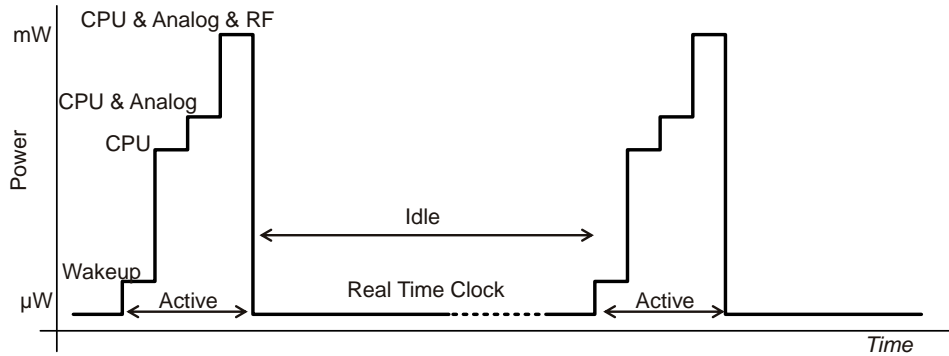 CPU & Analog & RF
mW
CPU & Analog
CPU
Power
Idle
Wakeup
Real Time Clock
µW
Active
Active
Time